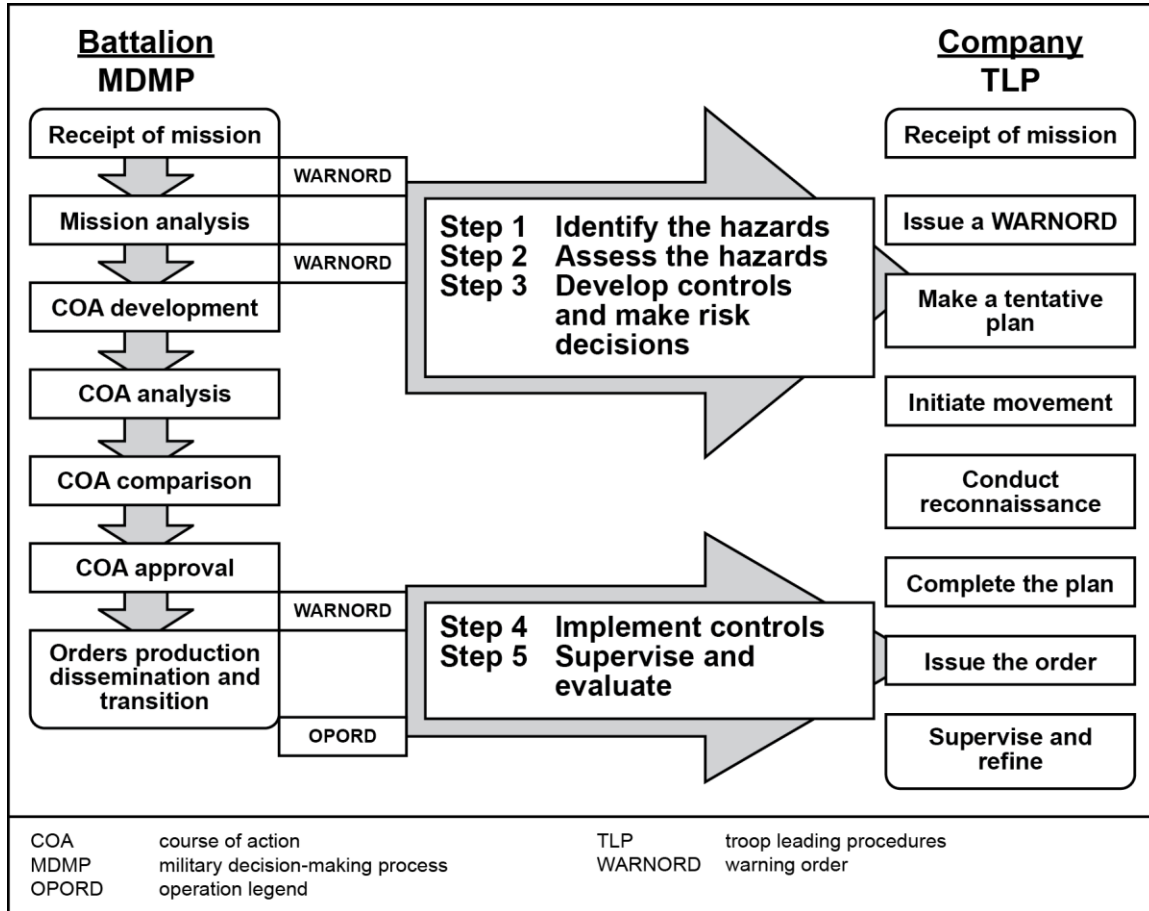 Battalion
MDMP
Receipt of mission
WARNORD
Mission analysis
WARNORD
COA development
COA analysis
COA comparison
COA approval
WARNORD
Orders production
dissemination and
transition
OPORD
Step 1 Identify the hazards
Step 2 Assess the hazards
Step 3 Develop controls
and make risk
decisions
Step 4 Implement controls
Step 5 Supervise and
evaluate
Company
TLP
Receipt of mission
Issue a WARNORD
Make a tentative
plan
Initiate movement
Conduct
reconnaissance
Complete the plan
Issue the order
Supervise and
refine
COA course of action
MDMP military decision-making process
OPORD operation legend
TLP troop leading procedures
WARNORD warning order